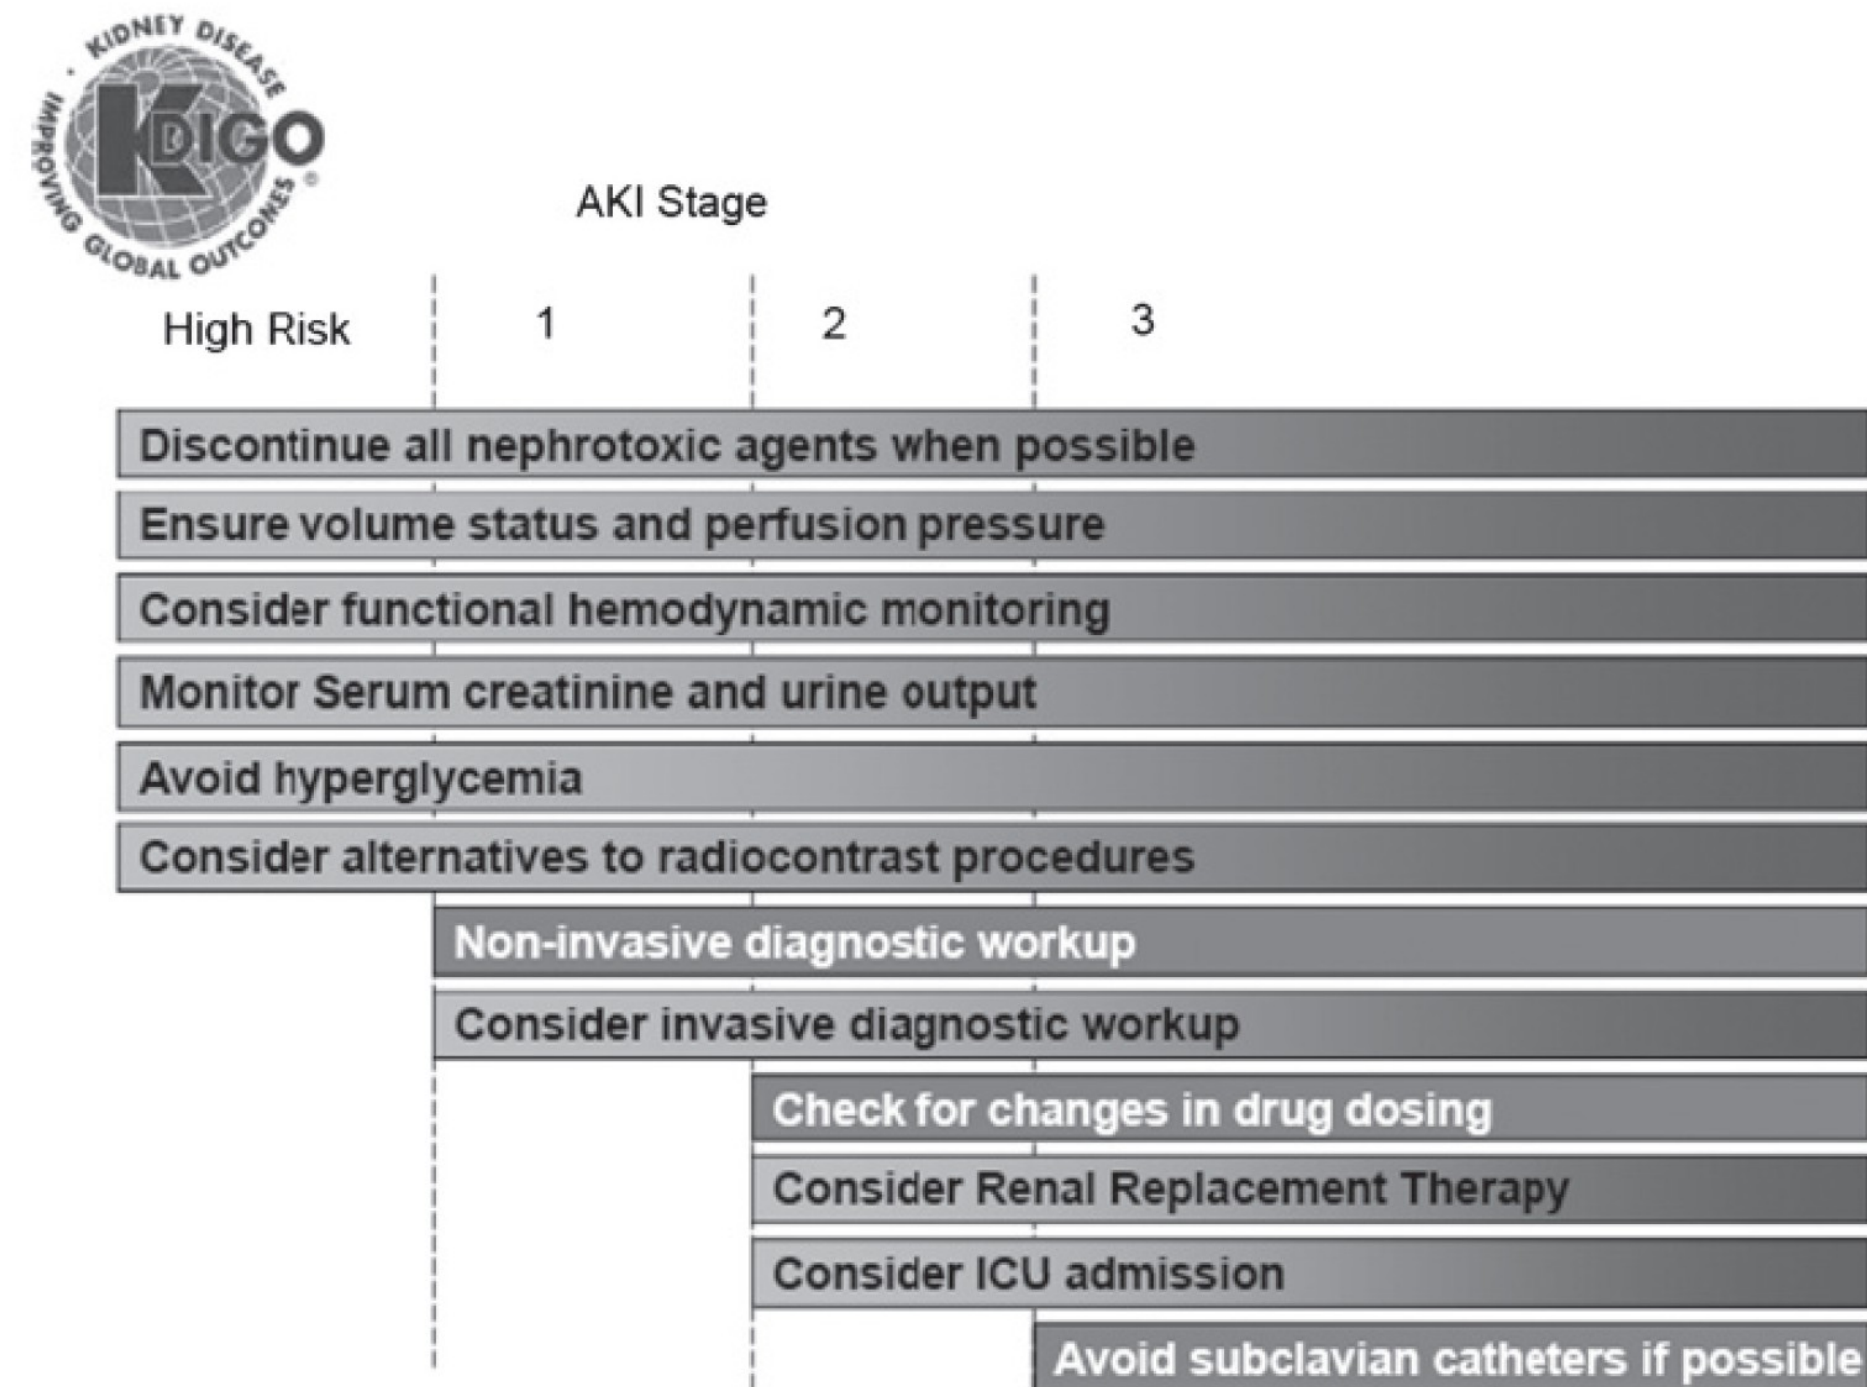 · KIDNEY DISEASE
IMPROVING GLOBAL OUTCOMES
KDIGO
®
AKI Stage
High Risk 1 2 3
Discontinue all nephrotoxic agents when possible
Ensure volume status and perfusion pressure
Consider functional hemodynamic monitoring
Monitor Serum creatinine and urine output
Avoid hyperglycemia
Consider alternatives to radiocontrast procedures
Non-invasive diagnostic workup
Consider invasive diagnostic workup
Check for changes in drug dosing
Consider Renal Replacement Therapy
Consider ICU admission
Avoid subclavian catheters if possible